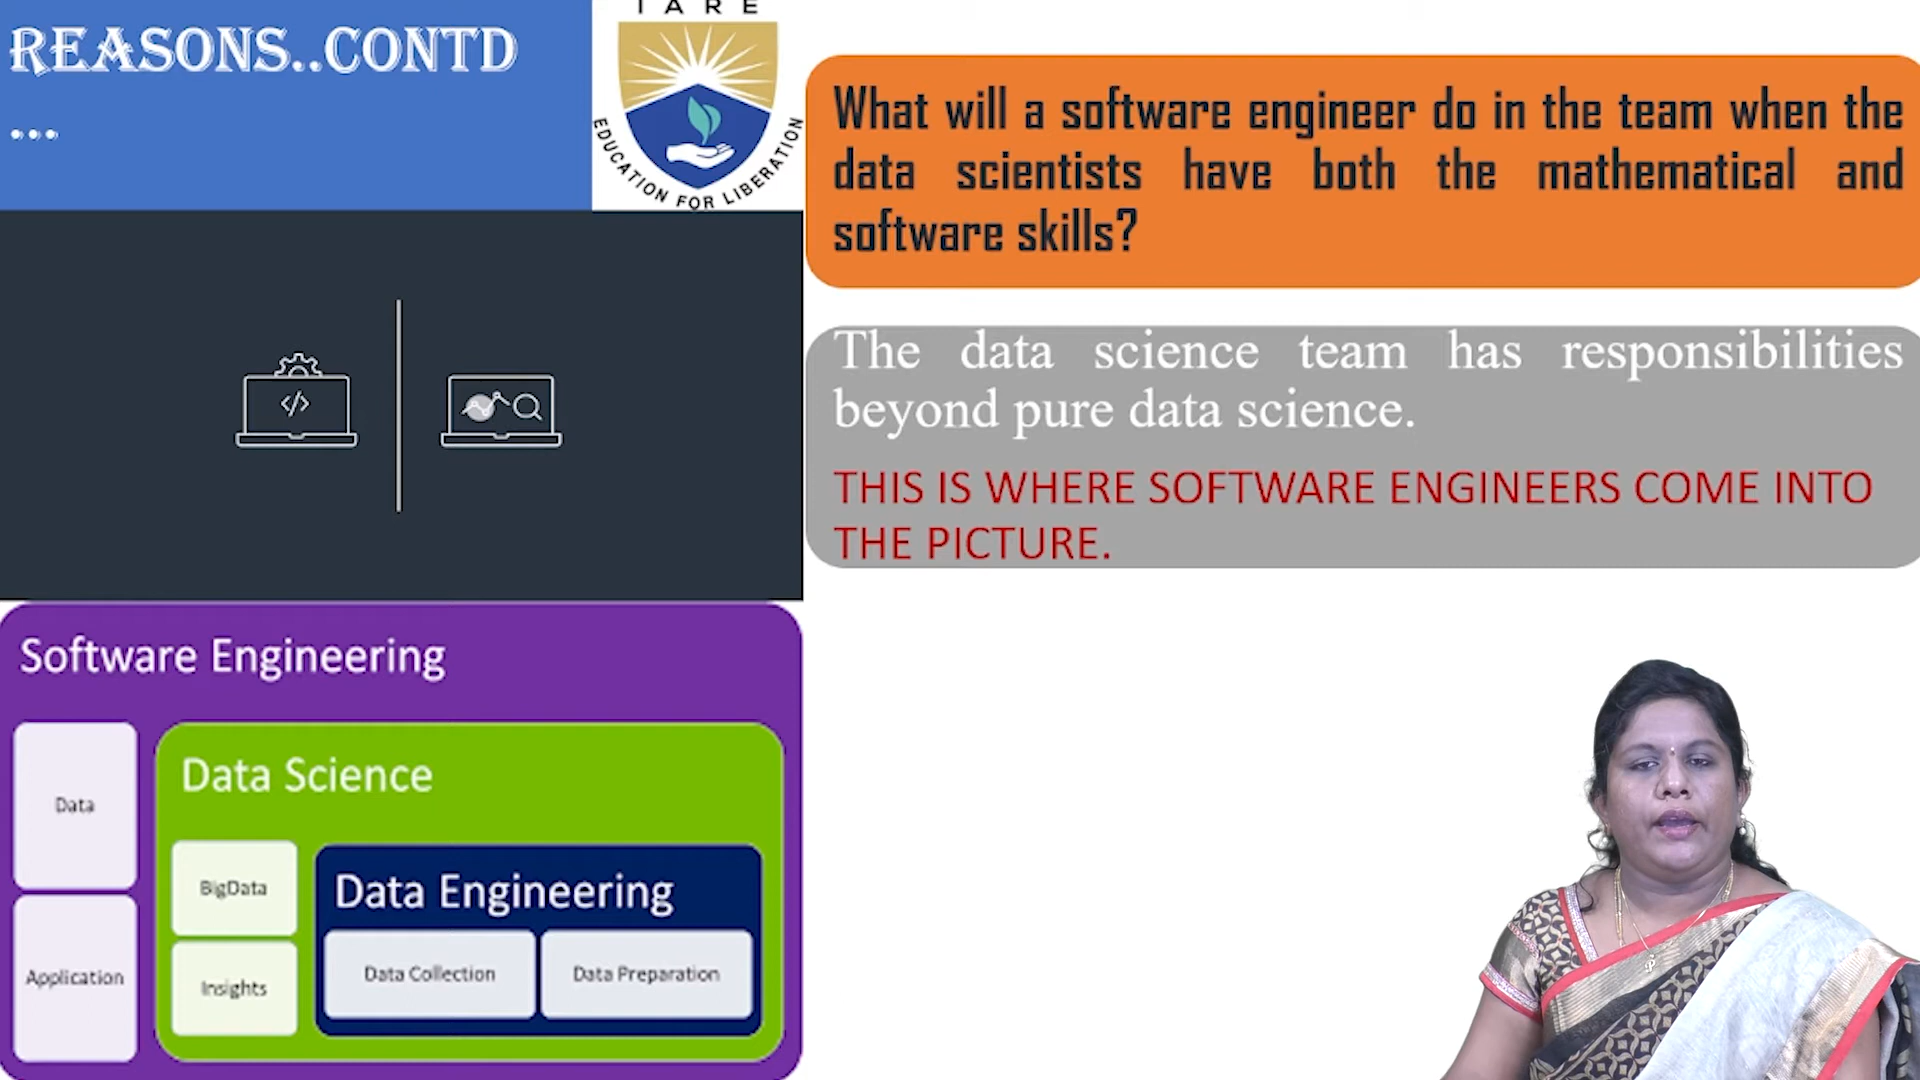 REASONS..CONTD
...
IARE
EDUCATION FOR LIBERATION
What will a software engineer do in the team when the
data scientists have both the mathematical and
software skills?
The data science team has responsibilities
beyond pure data science.
THIS IS WHERE SOFTWARE ENGINEERS COME INTO
THE PICTURE.
</>
Software Engineering
Data
Application
Data Science
BigData
Insights
Data Engineering
Data Collection
Data Preparation